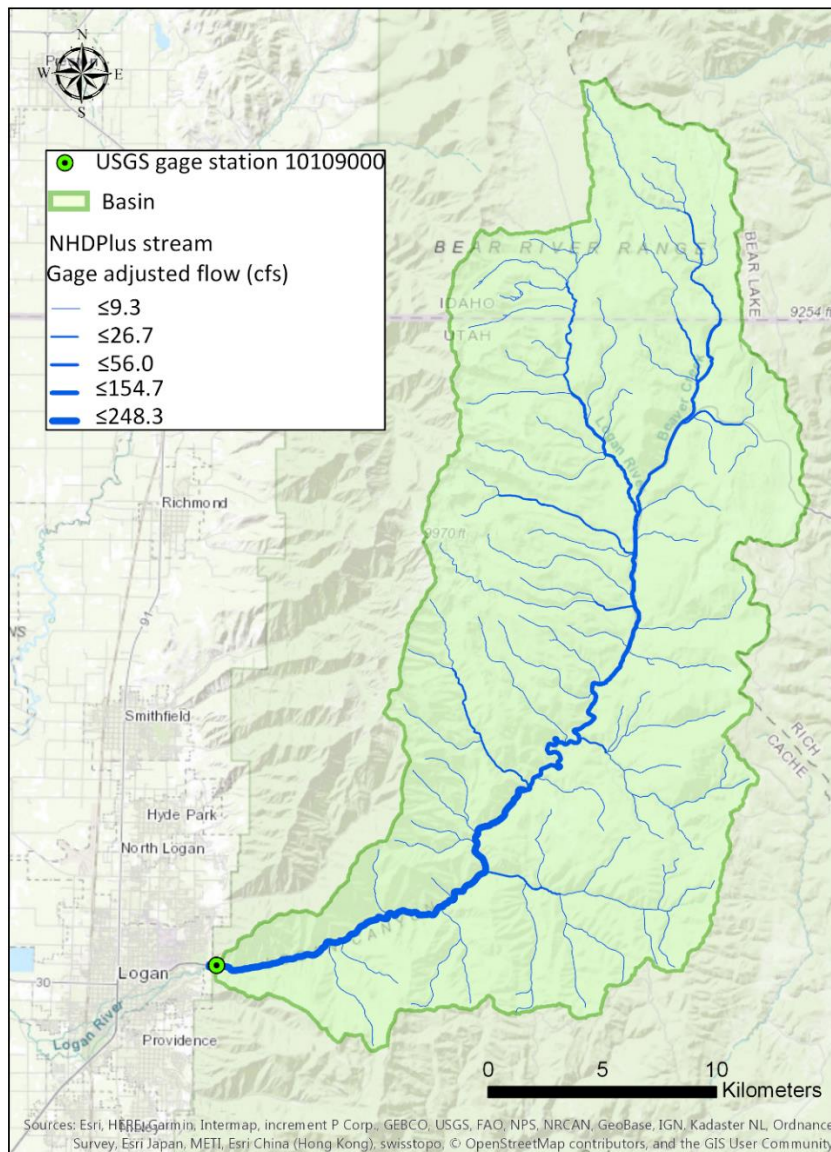 N
W
E
S
USGS gage station 10109000
Basin
NHDPlus stream
Gage adjusted flow (cfs)
≤9.3
≤26.7
≤56.0
≤154.7
≤248.3
BEAR RIVER RANGE
BEAR LAKE
IDAHO
UTAH
9254 ft
Logan River
Beaver Creek
Richmond
9970 ft
91
Smithfield
RICH
CACHE
Hyde Park
North Logan
CANYON
Logan
30
Logan River
Providence
0
5
10
Kilometers
Sources: Esri, HERE, Garmin, Intermap, increment P Corp., GEBCO, USGS, FAO, NPS, NRCAN, GeoBase, IGN, Kadaster NL, Ordnance
Survey, Esri Japan, METI, Esri China (Hong Kong), swisstopo, © OpenStreetMap contributors, and the GIS User Community